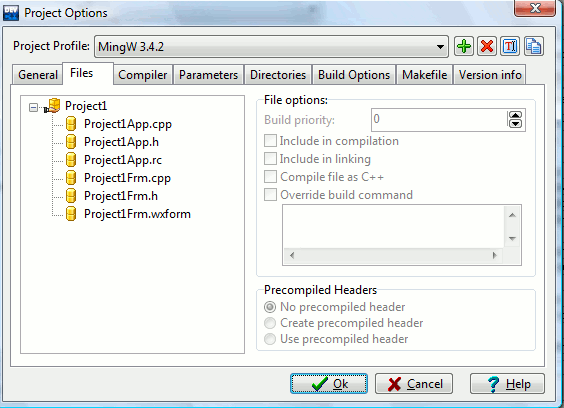 Project Options
Project Profile: MingW 3.4.2
General Files Compiler Parameters Directories Build Options Makefile Version info
Project1
Project1App.cpp
Project1App.h
Project1App.rc
Project1Frm.cpp
Project1Frm.h
Project1Frm.wxform
File options:
Build priority: 0
Include in compilation
Include in linking
Compile file as C++
Override build command
Precompiled Headers
No precompiled header
Create precompiled header
Use precompiled header
Ok Cancel Help